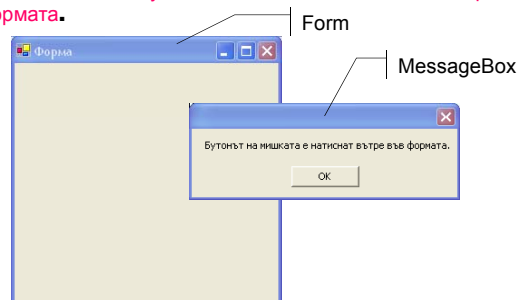 формата.
Form
Форма
MessageBox
Бутонът на мишката е натиснат вътре във формата.
OK